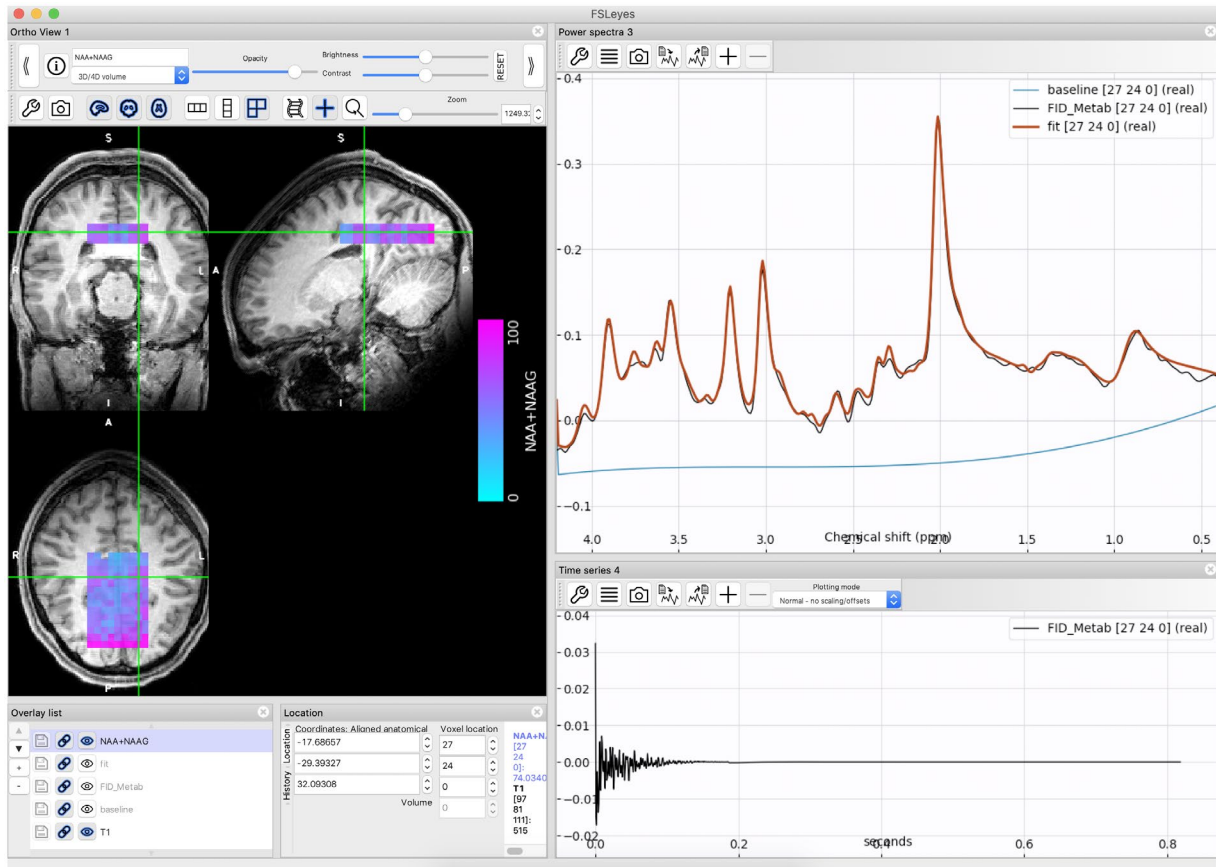 FSLeyes
Ortho View 1
NAA+NAAG
3D/4D volume
Opacity
Brightness
Contrast
RESET
Zoom
1249.3
S
S
R
L
A
P
I
I
A
R
L
P
100
NAA+NAAG
0
Power spectra 3
baseline [27 24 0] (real)
FID_Metab [27 24 0] (real)
fit [27 24 0] (real)
0.4
0.3
0.2
0.1
0.0
−0.1
4.0
3.5
3.0
2.5
2.0
1.5
1.0
0.5
Chemical shift (ppm)
Time series 4
Plotting mode
Normal - no scaling/offsets
FID_Metab [27 24 0] (real)
0.04
0.03
0.02
0.01
0.00
−0.01
−0.02
0.0
0.2
0.4
0.6
0.8
seconds
Overlay list
NAA+NAAG
fit
FID_Metab
baseline
T1
+
-
Location
History
Location
Coordinates: Aligned anatomical
-17.68657
-29.39327
32.09308
Voxel location
27
24
0
Volume
0
NAA+N
[27
24
0]:
74.0340
T1
[97
81
111]:
515